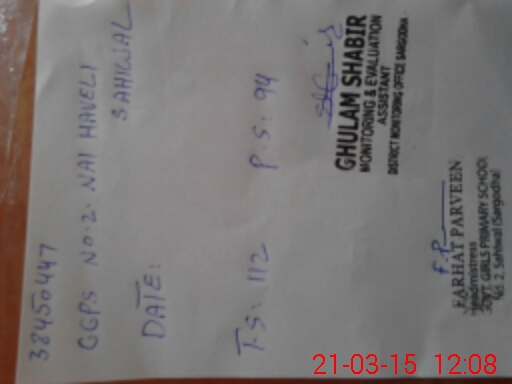 38450447
GGPS No.2. NAI HAVELI
SAHIWAL
DATE:
T.S: 112 P.S: 94
GHULAM SHABIR
MONITORING & EVALUATION
ASSISTANT
DISTRICT MONITORING OFFICE SARGODHA
F.P
FARHAT PARVEEN
Headmistress
GOVT. GIRLS PRIMARY SCHOOL
No. 2, Sahiwal (Sargodha)
21-03-15 12:08